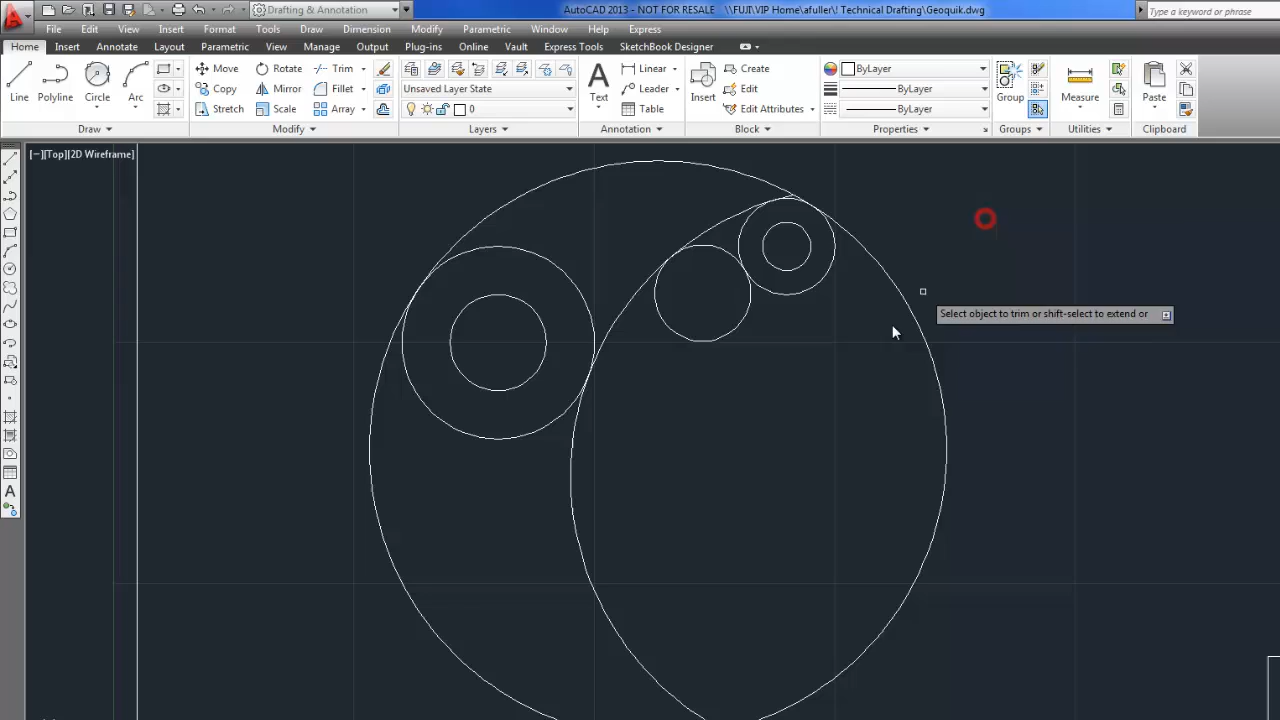 Drafting & Annotation
AutoCAD 2013 - NOT FOR RESALE \\FUJI\VIP Home\afuller\! Technical Drafting\Geoquik.dwg
Type a keyword or phrase
File Edit View Insert Format Tools Draw Dimension Modify Parametric Window Help Express
Home Insert Annotate Layout Parametric View Manage Output Plug-ins Online Vault Express Tools SketchBook Designer
Move Rotate Trim Linear Create ByLayer
Line Polyline Circle Arc Copy Mirror Fillet Unsaved Layer State Text Leader Insert Edit ByLayer Group Measure Paste
Stretch Scale Array 0 Table Edit Attributes ByLayer
Draw Modify Layers Annotation Block Properties Groups Utilities Clipboard
[−][Top][2D Wireframe]
Select object to trim or shift-select to extend or
A